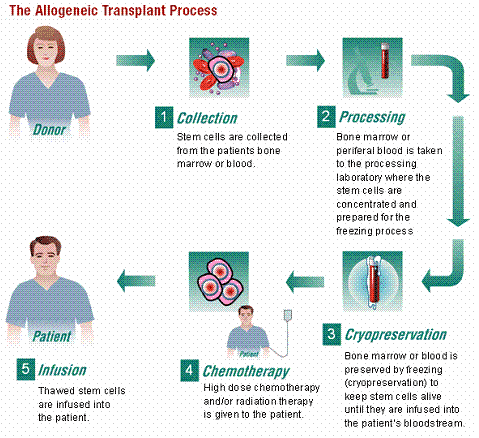 The Allogeneic Transplant Process
Donor
1 Collection
Stem cells are collected
from the patients bone
marrow or blood.
2 Processing
Bone marrow or
periferal blood is taken
to the processing
laboratory where the
stem cells are
concentrated and
prepared for the
freezing process
3 Cryopreservation
Bone marrow or blood is
preserved by freezing
(cryopreservation) to
keep stem cells alive
until they are infused into
the patient's bloodstream.
Patient
4 Chemotherapy
High dose chemotherapy
and/or radiation therapy
is given to the patient.
Patient
5 Infusion
Thawed stem cells
are infused into
the patient.